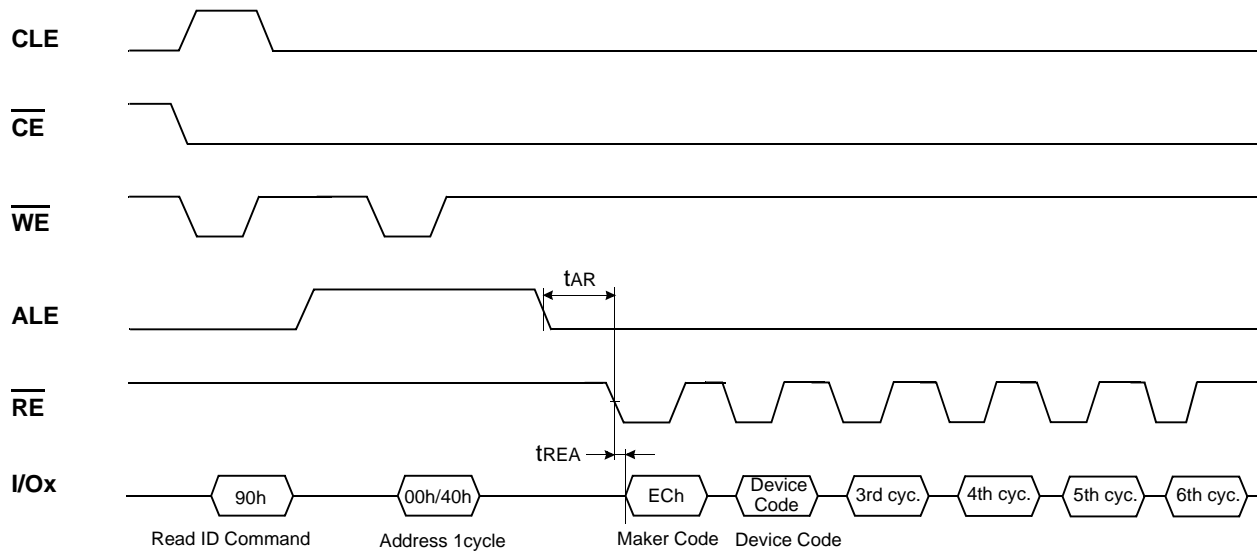 CLE
CE
WE
tAR
ALE
RE
tREA
I/Ox
90h
00h/40h
ECh
Device
Code
3rd cyc.
4th cyc.
5th cyc.
6th cyc.
Read ID Command
Address 1cycle
Maker Code
Device Code